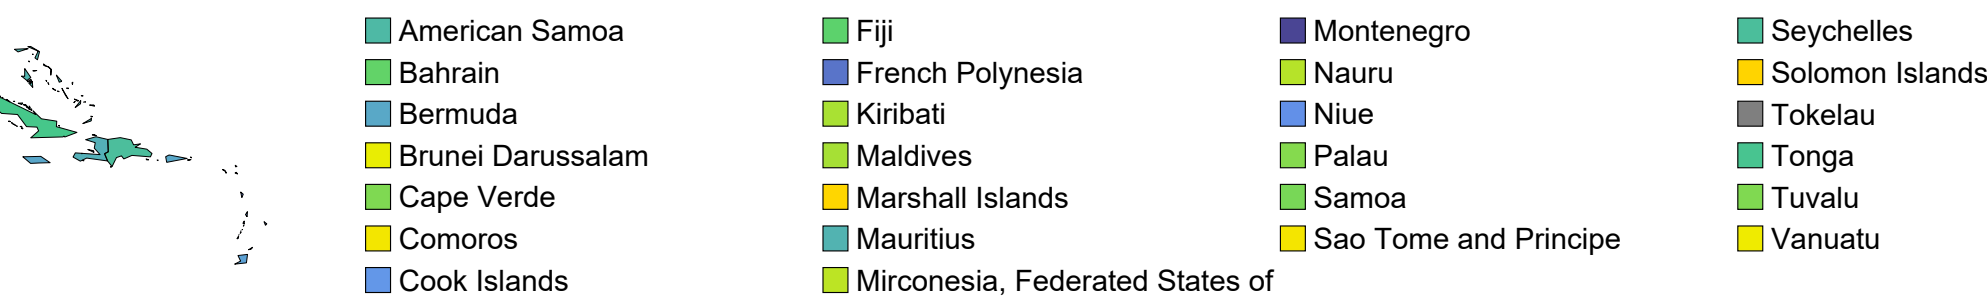 American Samoa
Bahrain
Bermuda
Brunei Darussalam
Cape Verde
Comoros
Cook Islands
Fiji
French Polynesia
Kiribati
Maldives
Marshall Islands
Mauritius
Mirconesia, Federated States of
Montenegro
Nauru
Niue
Palau
Samoa
Sao Tome and Principe
Seychelles
Solomon Islands
Tokelau
Tonga
Tuvalu
Vanuatu